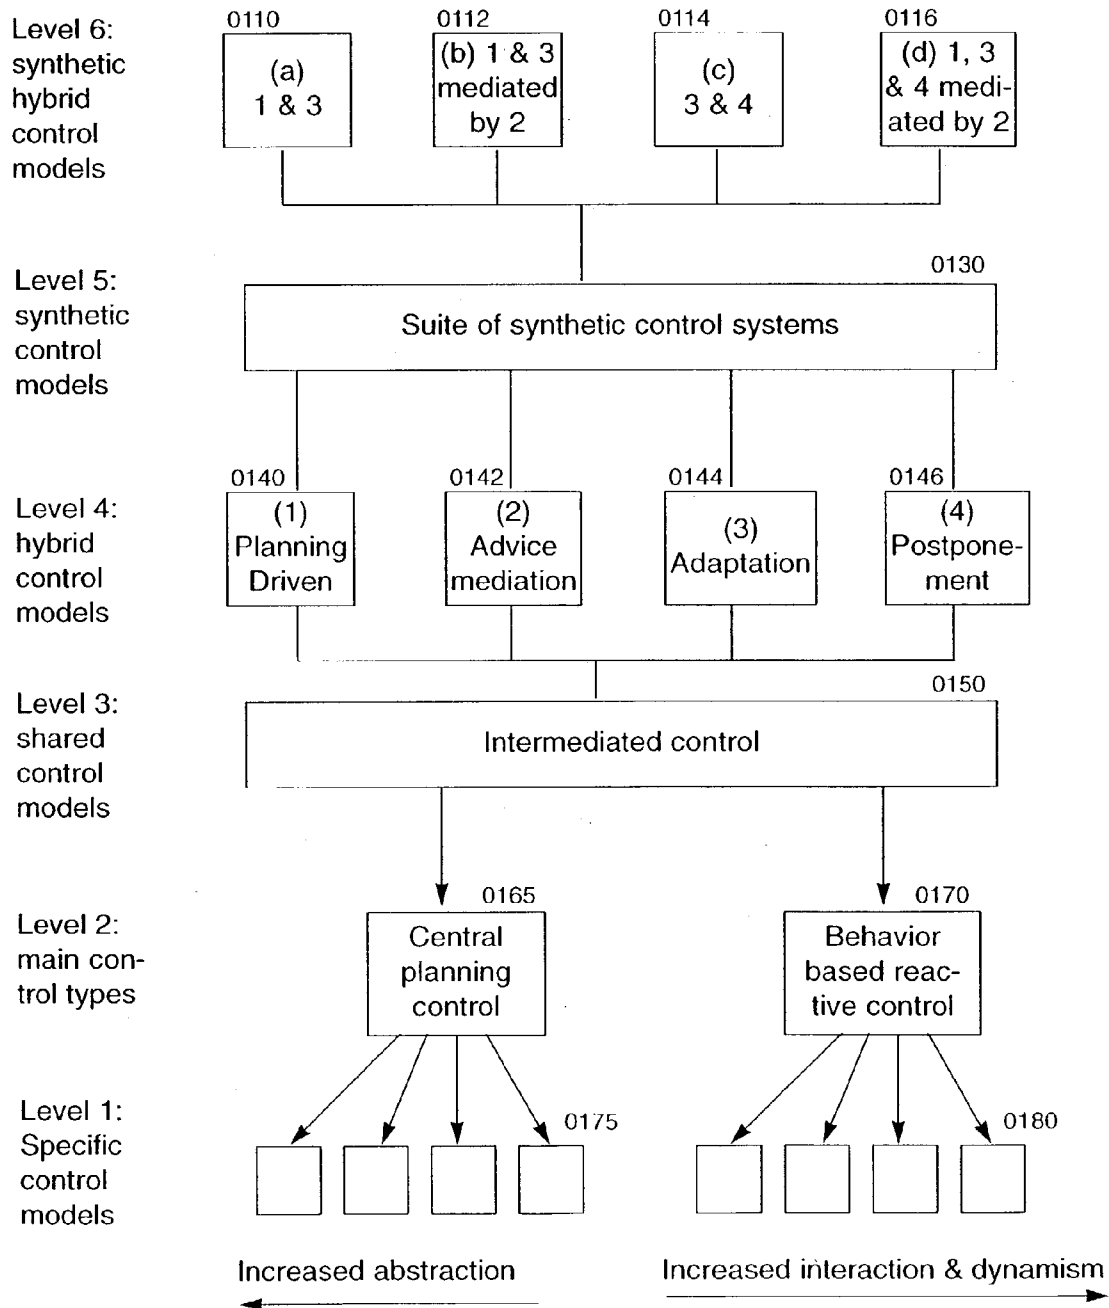 Level 6:
synthetic
hybrid
control
models
0110
(a)
1 & 3
0112
(b) 1 & 3
mediated
by 2
0114
(c)
3 & 4
0116
(d) 1, 3
& 4 medi-
ated by 2
Level 5:
synthetic
control
models
0130
Suite of synthetic control systems
Level 4:
hybrid
control
models
0140
(1)
Planning
Driven
0142
(2)
Advice
mediation
0144
(3)
Adaptation
0146
(4)
Postpone-
ment
Level 3:
shared
control
models
0150
Intermediated control
Level 2:
main con-
trol types
0165
Central
planning
control
0170
Behavior
based reac-
tive control
Level 1:
Specific
control
models
0175
0180
Increased abstraction
Increased interaction & dynamism